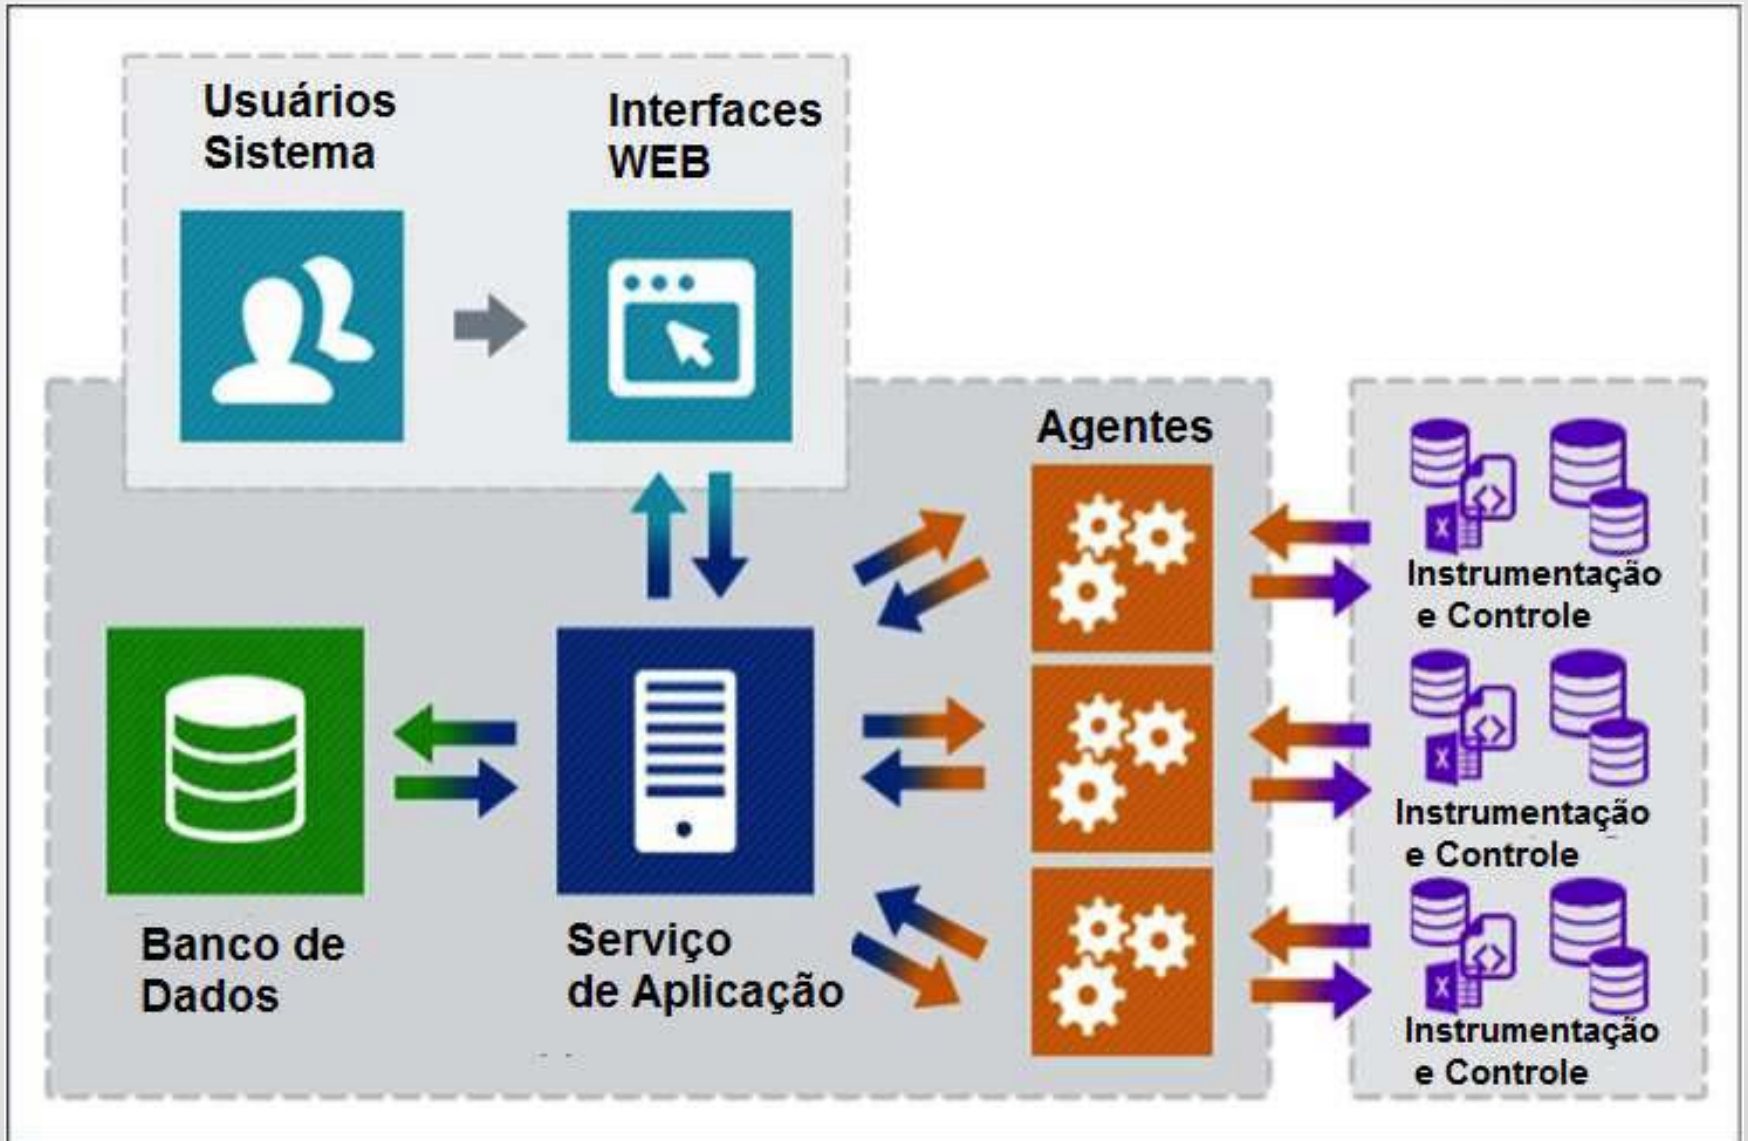 Usuários
Sistema
Interfaces
WEB
Agentes
Instrumentação
e Controle
Instrumentação
e Controle
Banco de
Dados
Serviço
de Aplicação
Instrumentação
e Controle